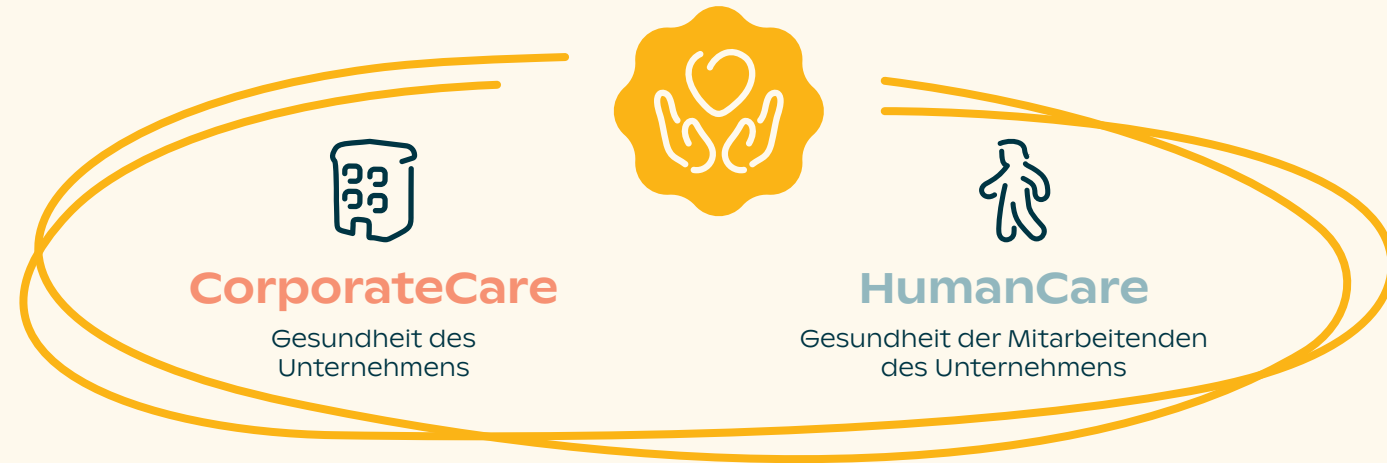 CorporateCare
Gesundheit des
Unternehmens
HumanCare
Gesundheit der Mitarbeitenden
des Unternehmens